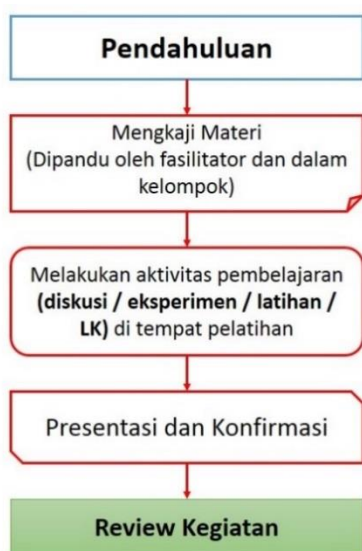 Pendahuluan
Mengkaji Materi
(Dipandu oleh fasilitator dan dalam
kelompok)
Melakukan aktivitas pembelajaran
(diskusi / eksperimen / latihan /
LK) di tempat pelatihan
Presentasi dan Konfirmasi
Review Kegiatan